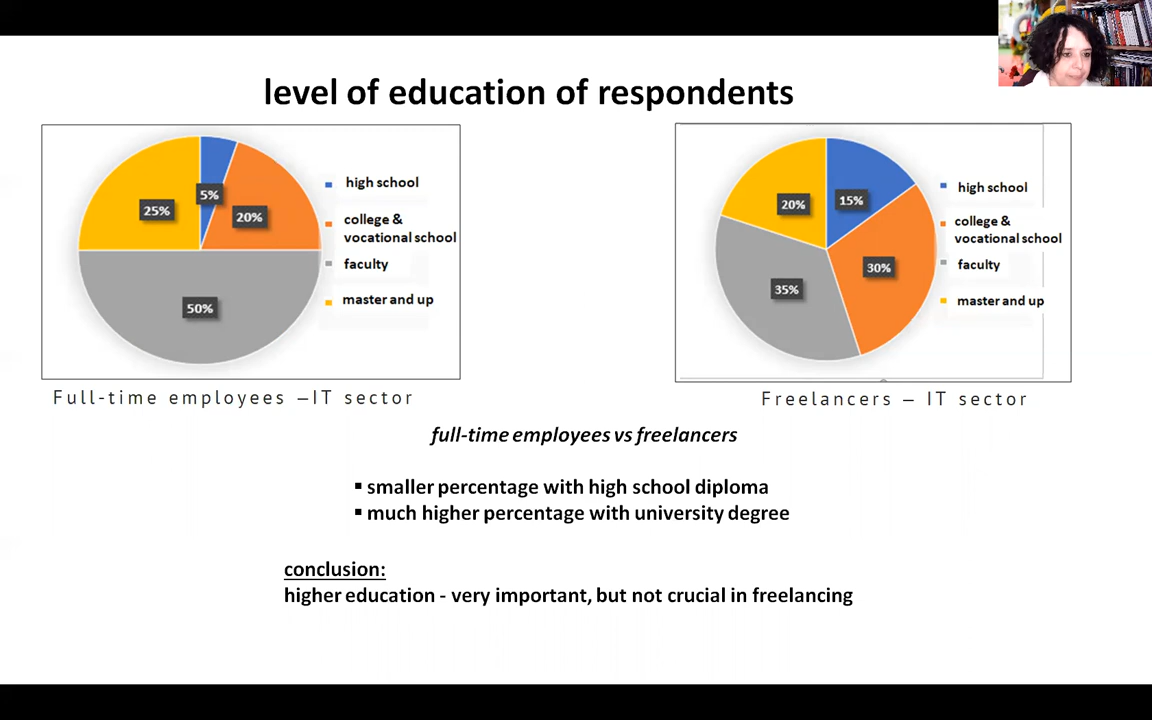 level of education of respondents
5%
25%
20%
50%
high school
college &
vocational school
faculty
master and up
Full-time employees –IT sector
20%
15%
30%
35%
high school
college &
vocational school
faculty
master and up
Freelancers – IT sector
full-time employees vs freelancers
▪ smaller percentage with high school diploma
▪ much higher percentage with university degree
conclusion:
higher education - very important, but not crucial in freelancing